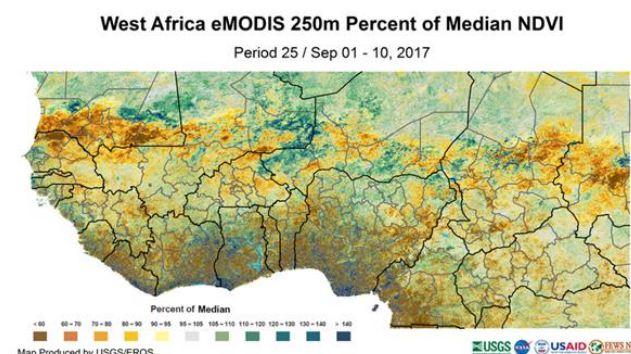 West Africa eMODIS 250m Percent of Median NDVI
Period 25 / Sep 01 - 10, 2017
Percent of Median
< 60 60 – 70 70 – 80 80 – 90 90 – 95 95 – 105 105 – 110 110 – 120 120 – 130 130 – 140 > 140
Map Produced by USGS/EROS
USGS NASA USAID FEWS N